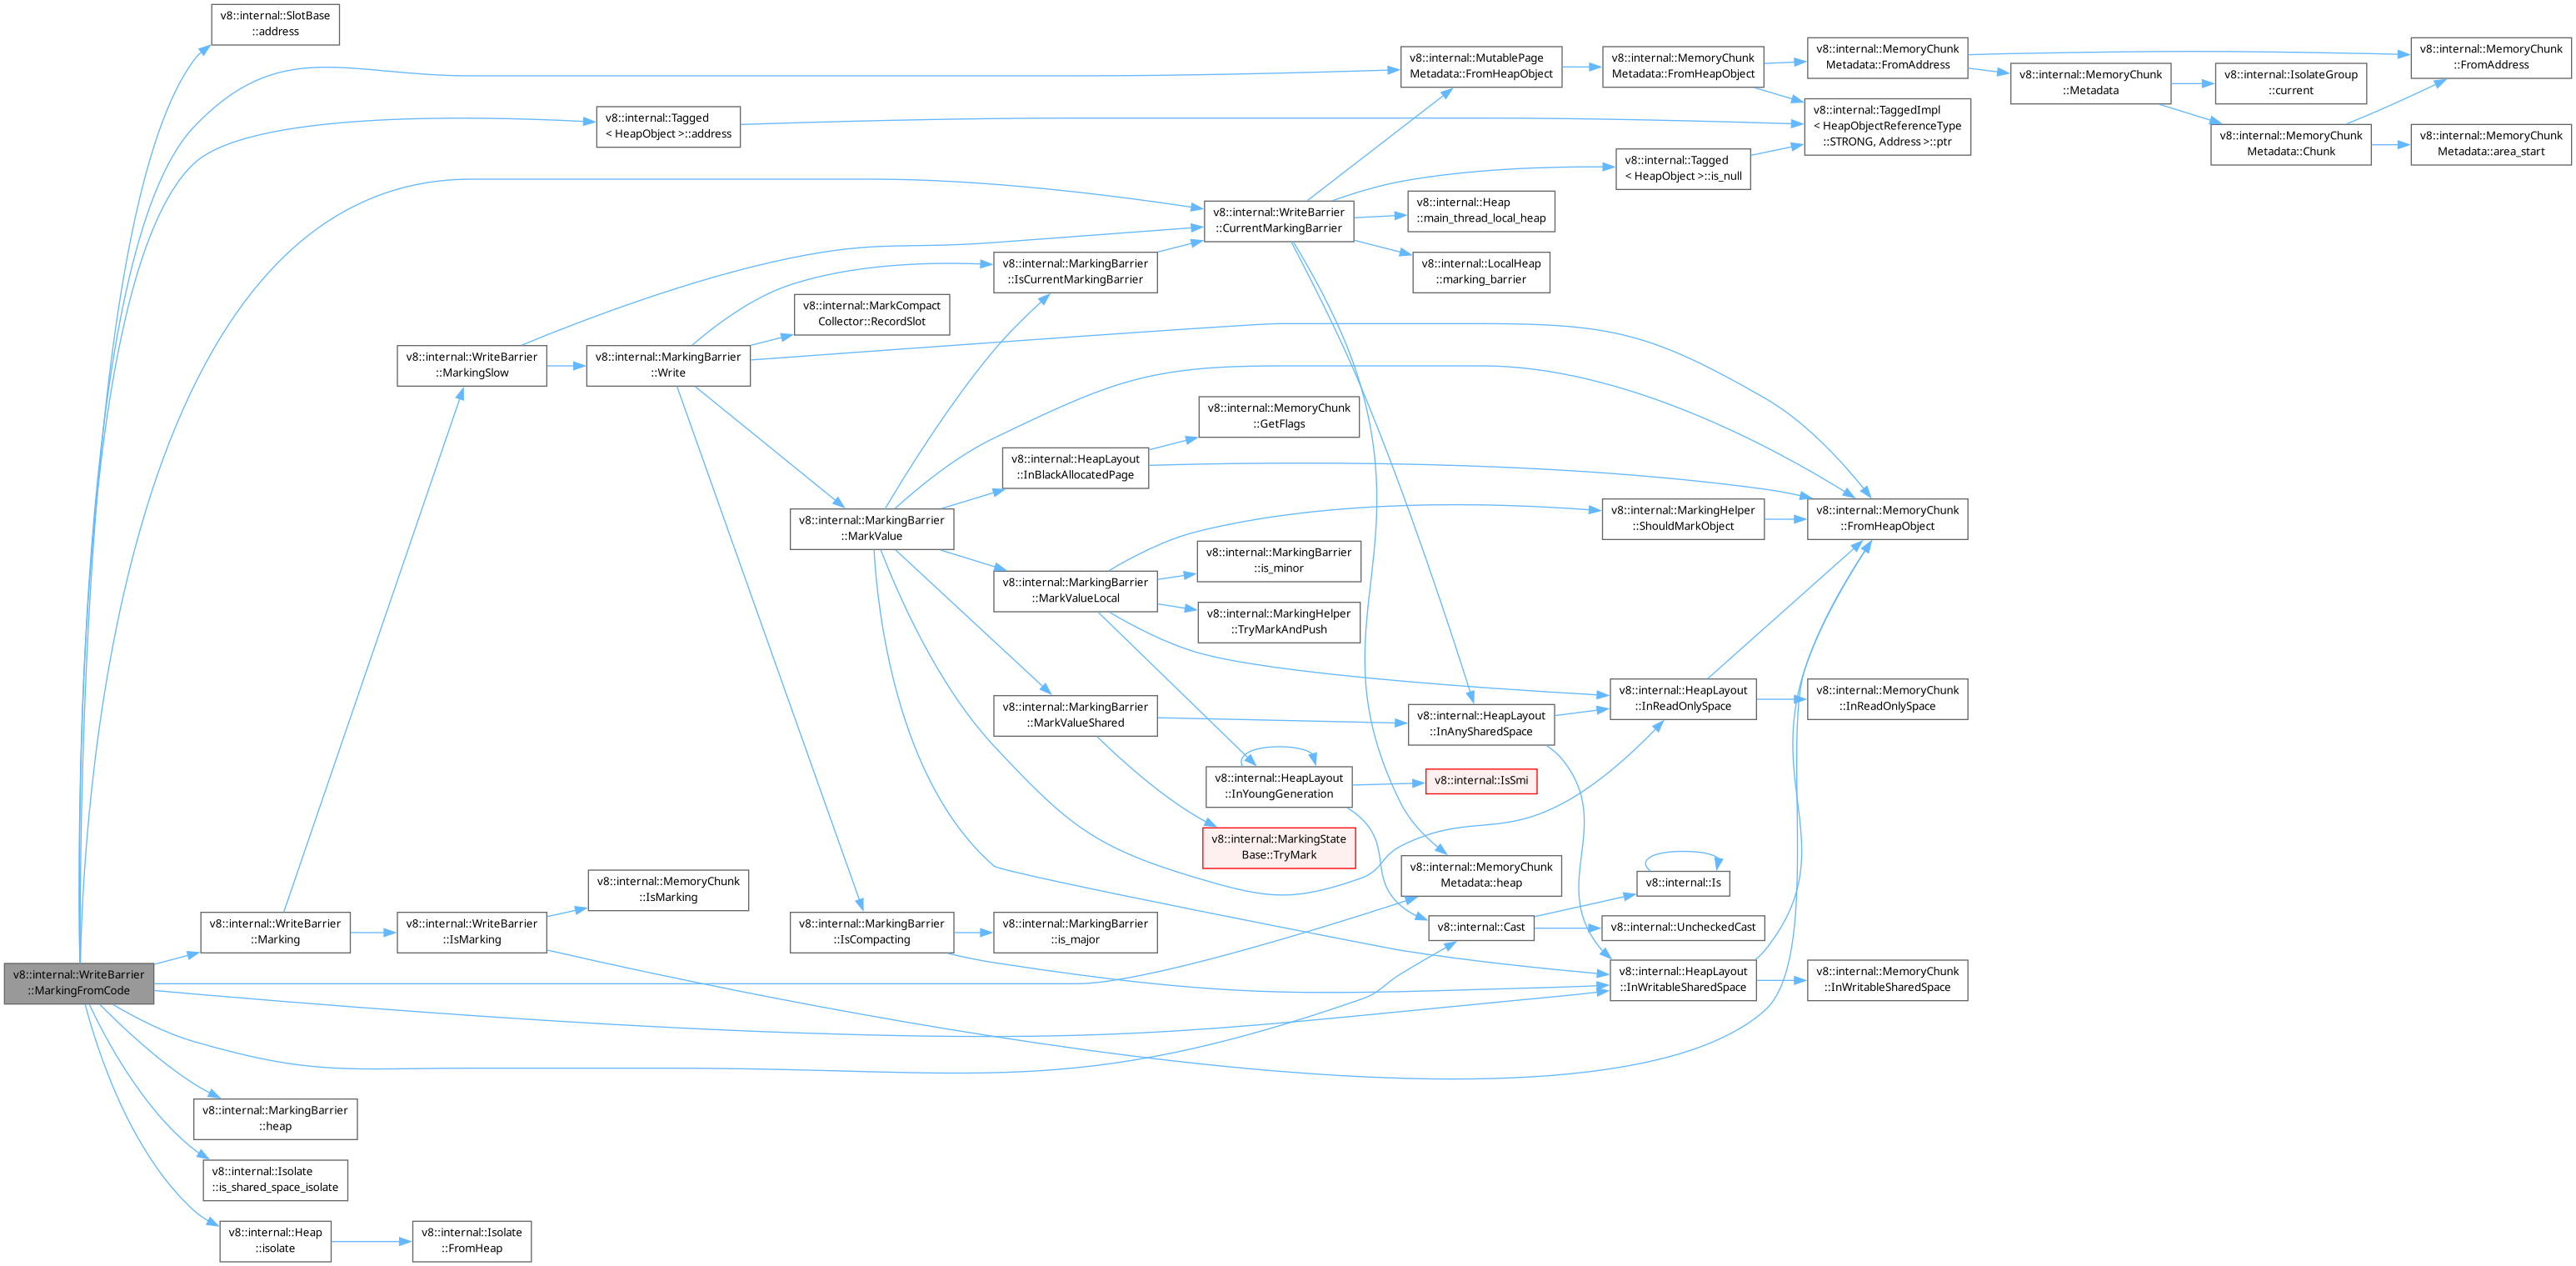 v8::internal::SlotBase
::address
v8::internal::MutablePage
Metadata::FromHeapObject
v8::internal::MemoryChunk
Metadata::FromHeapObject
v8::internal::MemoryChunk
Metadata::FromAddress
v8::internal::MemoryChunk
::FromAddress
v8::internal::MemoryChunk
::Metadata
v8::internal::IsolateGroup
::current
v8::internal::Tagged
< HeapObject >::address
v8::internal::TaggedImpl
< HeapObjectReferenceType
::STRONG, Address >::ptr
v8::internal::MemoryChunk
Metadata::Chunk
v8::internal::MemoryChunk
Metadata::area_start
v8::internal::Tagged
< HeapObject >::is_null
v8::internal::WriteBarrier
::CurrentMarkingBarrier
v8::internal::Heap
::main_thread_local_heap
v8::internal::MarkingBarrier
::IsCurrentMarkingBarrier
v8::internal::LocalHeap
::marking_barrier
v8::internal::MarkCompact
Collector::RecordSlot
v8::internal::WriteBarrier
::MarkingSlow
v8::internal::MarkingBarrier
::Write
v8::internal::MemoryChunk
::GetFlags
v8::internal::HeapLayout
::InBlackAllocatedPage
v8::internal::MarkingBarrier
::MarkValue
v8::internal::MarkingHelper
::ShouldMarkObject
v8::internal::MemoryChunk
::FromHeapObject
v8::internal::MarkingBarrier
::is_minor
v8::internal::MarkingBarrier
::MarkValueLocal
v8::internal::MarkingHelper
::TryMarkAndPush
v8::internal::HeapLayout
::InReadOnlySpace
v8::internal::MemoryChunk
::InReadOnlySpace
v8::internal::MarkingBarrier
::MarkValueShared
v8::internal::HeapLayout
::InAnySharedSpace
v8::internal::HeapLayout
::InYoungGeneration
v8::internal::IsSmi
v8::internal::MarkingState
Base::TryMark
v8::internal::MemoryChunk
Metadata::heap
v8::internal::Is
v8::internal::MemoryChunk
::IsMarking
v8::internal::WriteBarrier
::Marking
v8::internal::WriteBarrier
::IsMarking
v8::internal::MarkingBarrier
::IsCompacting
v8::internal::MarkingBarrier
::is_major
v8::internal::Cast
v8::internal::UncheckedCast
v8::internal::WriteBarrier
::MarkingFromCode
v8::internal::HeapLayout
::InWritableSharedSpace
v8::internal::MemoryChunk
::InWritableSharedSpace
v8::internal::MarkingBarrier
::heap
v8::internal::Isolate
::is_shared_space_isolate
v8::internal::Heap
::isolate
v8::internal::Isolate
::FromHeap